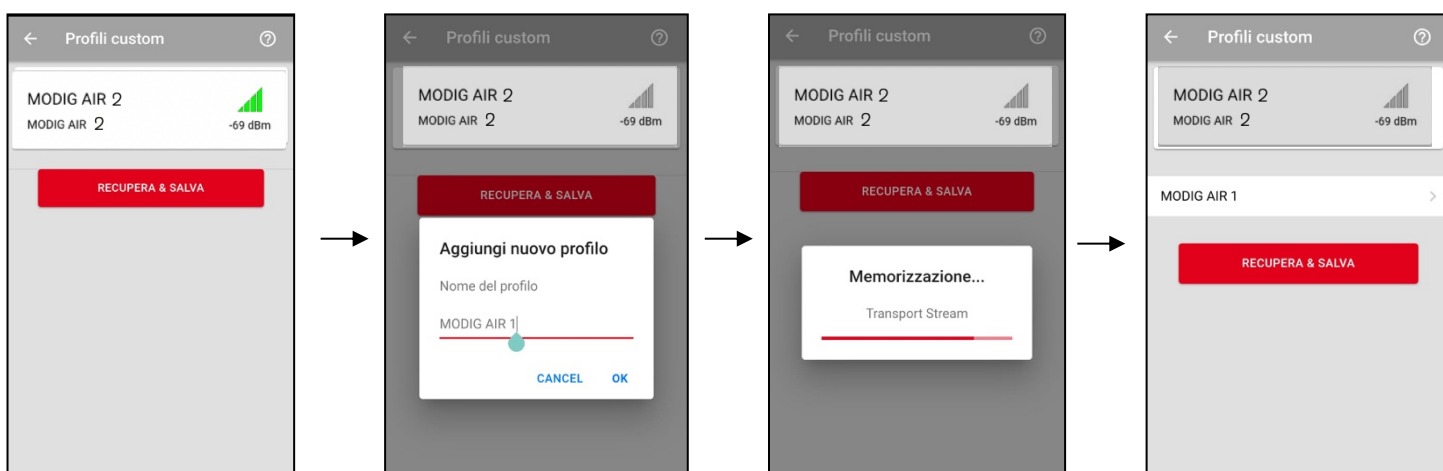 Profili custom
MODIG AIR 2
MODIG AIR 2
-69 dBm
RECUPERA & SALVA
Profili custom
MODIG AIR 2
MODIG AIR 2
-69 dBm
RECUPERA & SALVA
Aggiungi nuovo profilo
Nome del profilo
MODIG AIR 1
CANCEL OK
Profili custom
MODIG AIR 2
MODIG AIR 2
-69 dBm
RECUPERA & SALVA
Memorizzazione...
Transport Stream
Profili custom
MODIG AIR 2
MODIG AIR 2
-69 dBm
MODIG AIR 1
RECUPERA & SALVA